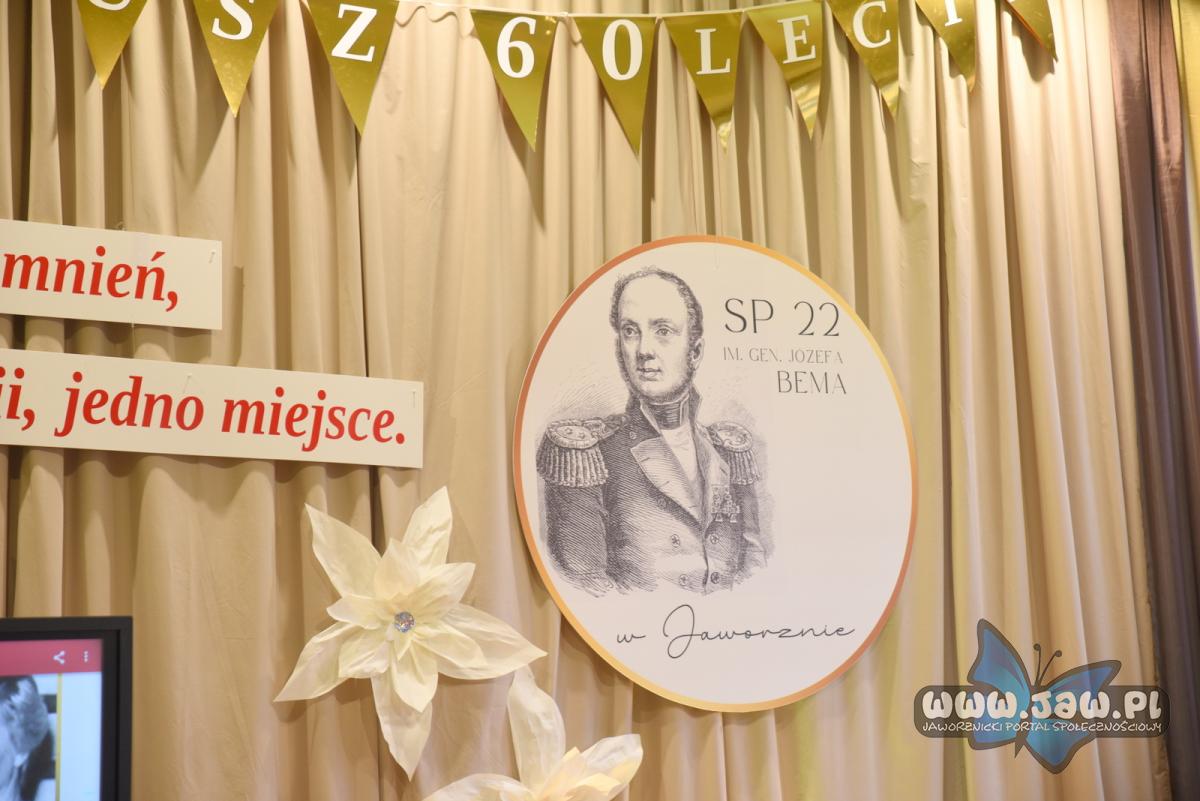 SZ 60LECI
mnień,
ii, jedno miejsce.
SP 22
IM. GEN. JÓZEFA
BEMA
w Jaworznie
www.jaw.pl
JAWORZNICKI PORTAL SPOŁECZNOŚCIOWY